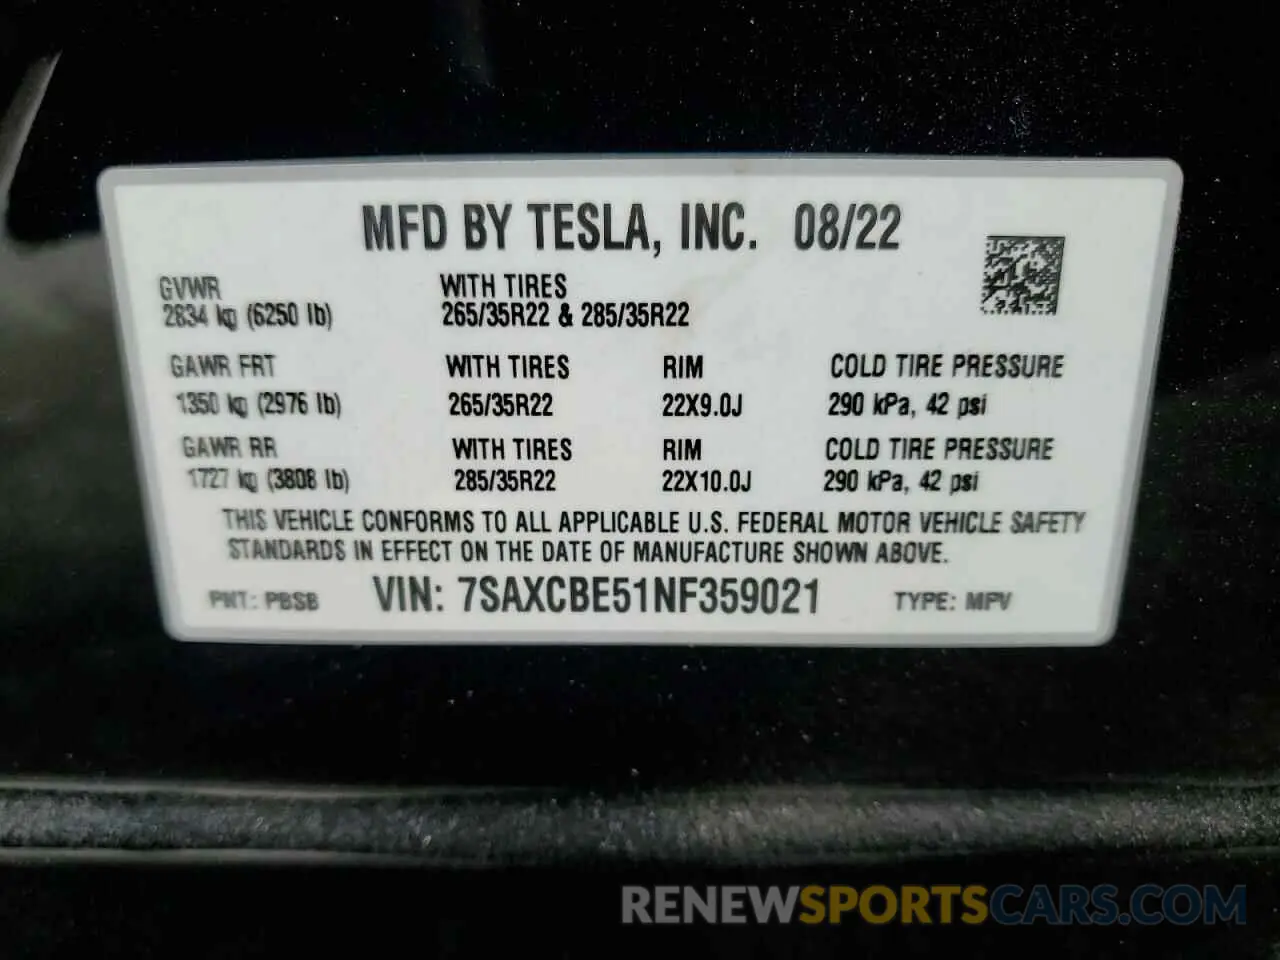 MFD BY TESLA, INC. 08/22
GVWR WITH TIRES
2834 kg (6250 lb) 265/35R22 & 285/35R22
GAWR FRT WITH TIRES RIM COLD TIRE PRESSURE
1350 kg (2976 lb) 265/35R22 22X9.0J 290 kPa, 42 psi
GAWR RR WITH TIRES RIM COLD TIRE PRESSURE
1727 kg (3808 lb) 285/35R22 22X10.0J 290 kPa, 42 psi
THIS VEHICLE CONFORMS TO ALL APPLICABLE U.S. FEDERAL MOTOR VEHICLE SAFETY
STANDARDS IN EFFECT ON THE DATE OF MANUFACTURE SHOWN ABOVE.
PNT: PBSB VIN: 7SAXCBE51NF359021 TYPE: MPV
RENEWSPORTSCARS.COM